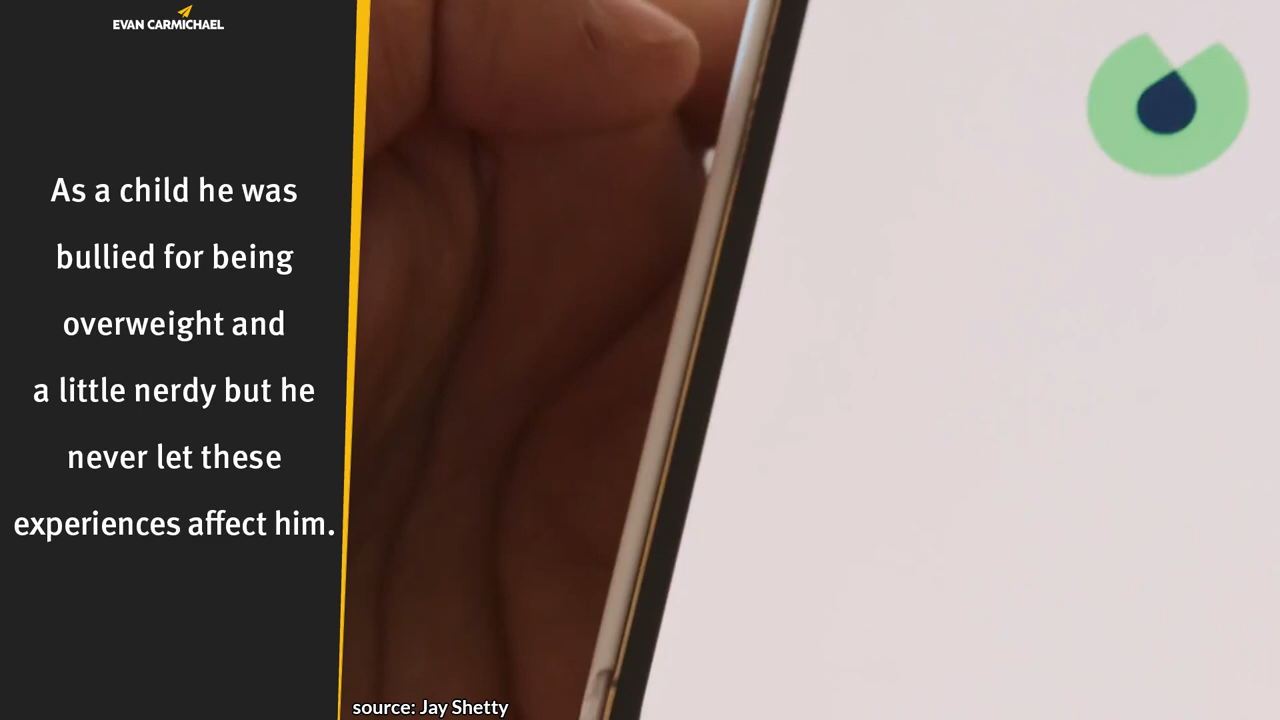 EVAN CARMICHAEL
As a child he was
bullied for being
overweight and
a little nerdy but he
never let these
experiences affect him.
source: Jay Shetty